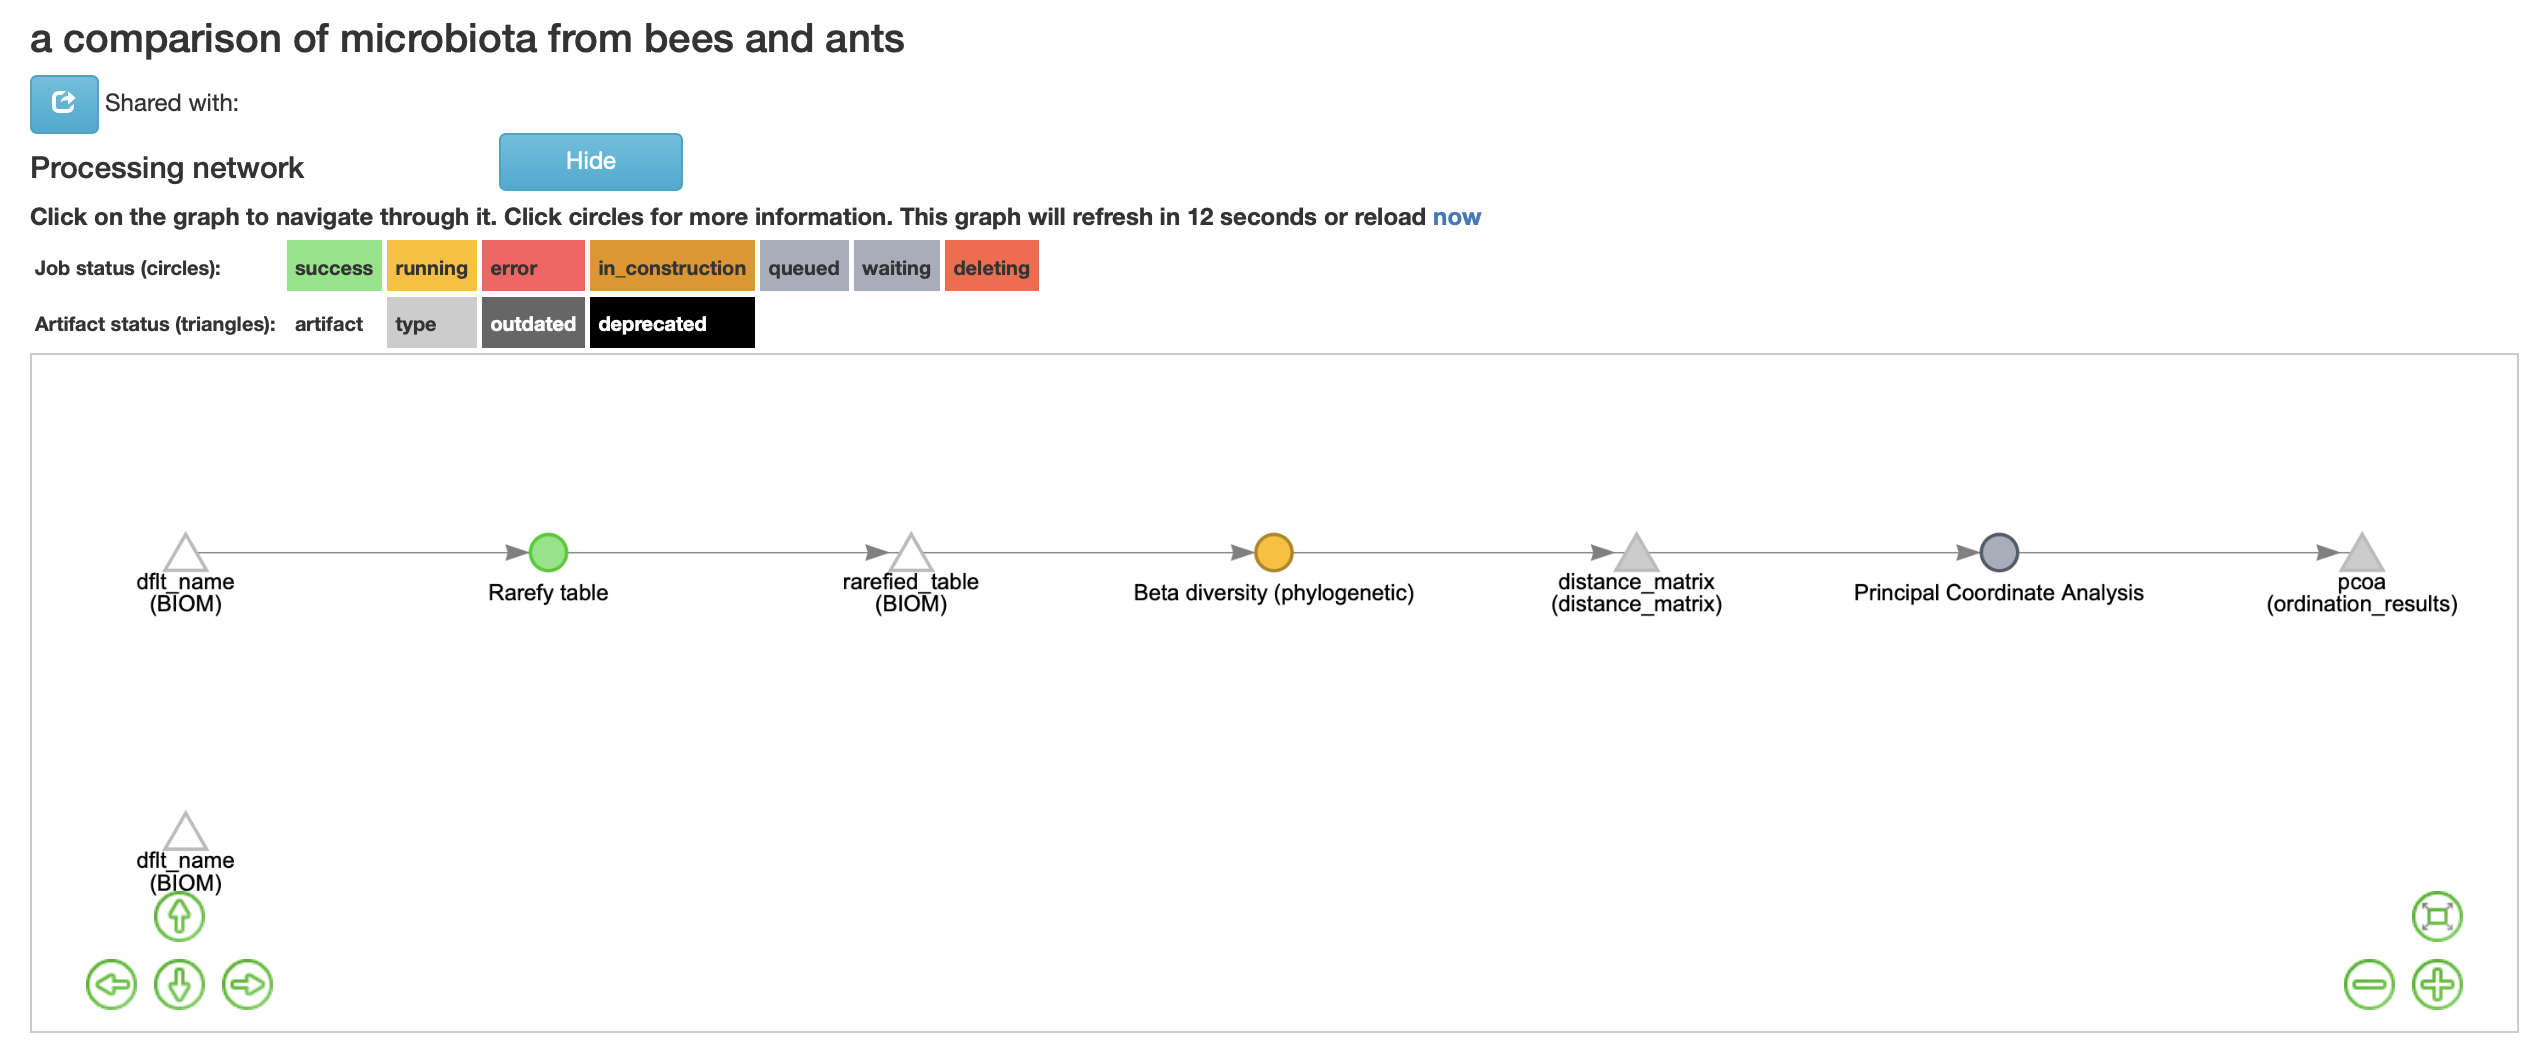 a comparison of microbiota from bees and ants
Shared with:
Processing network
Hide
Click on the graph to navigate through it. Click circles for more information. This graph will refresh in 12 seconds or reload now
Job status (circles): success running error in_construction queued waiting deleting
Artifact status (triangles): artifact type outdated deprecated
dflt_name
(BIOM)
Rarefy table
rarefied_table
(BIOM)
Beta diversity (phylogenetic)
distance_matrix
(distance_matrix)
Principal Coordinate Analysis
pcoa
(ordination_results)
dflt_name
(BIOM)